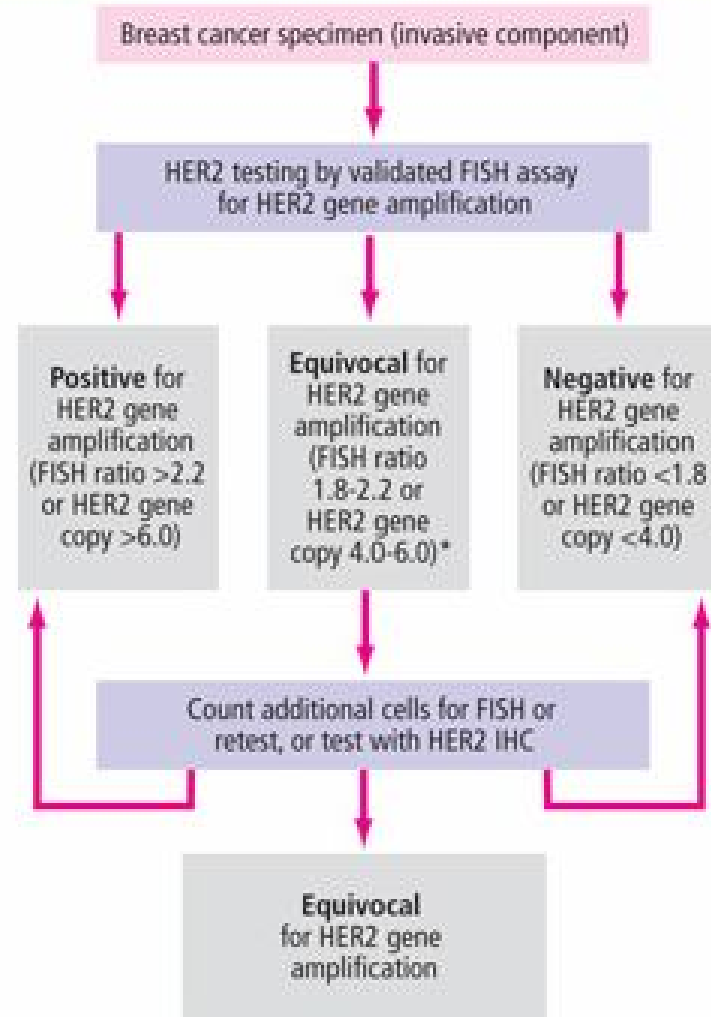 Breast cancer specimen (invasive component)
HER2 testing by validated FISH assay
for HER2 gene amplification
Positive for
HER2 gene
amplification
(FISH ratio >2.2
or HER2 gene
copy >6.0)
Equivocal for
HER2 gene
amplification
(FISH ratio
1.8-2.2 or
HER2 gene
copy 4.0-6.0)*
Negative for
HER2 gene
amplification
(FISH ratio <1.8
or HER2 gene
copy <4.0)
Count additional cells for FISH or
retest, or test with HER2 IHC
Equivocal
for HER2 gene
amplification